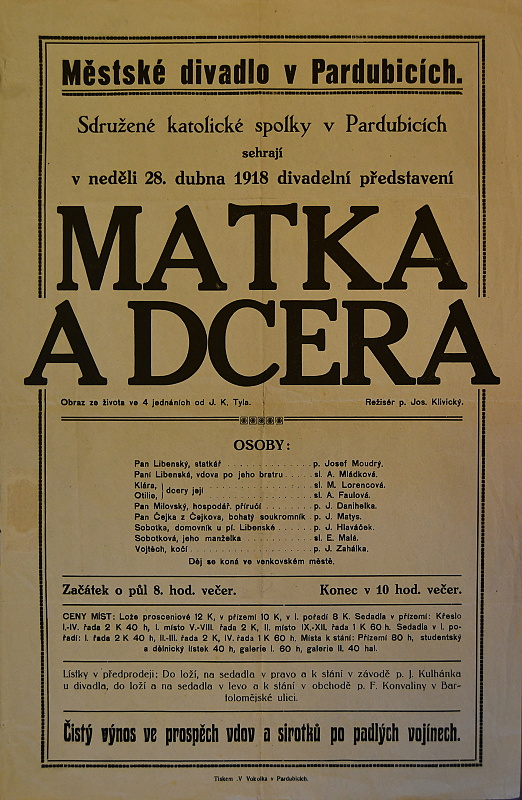 Městské divadlo v Pardubicích.
Sdružené katolické spolky v Pardubicích
sehrají
v neděli 28. dubna 1918 divadelní představení
MATKA
A DCERA
Obraz ze života ve 4 jednáních od J. K. Tyla. Režisér p. Jos. Klivický.
OSOBY:
Pan Libenský, statkář . . . . . . . . . . . . . . . p. Josef Moudrý.
Paní Libenská, vdova po jeho bratru . . . . . sl. A. Mládková.
Klára, } dcery její . . . . . . . . . . . . . . . . sl. M. Lorencová.
Otilie, . . . . . . . . . . . . . . . . sl. A. Faulová.
Pan Milovský, hospodář. příručí . . . . . . . . p. J. Danihelka.
Pan Čejka z Čejkova, bohatý soukromník . p. J. Matys.
Sobotka, domovník u pí. Libenské . . . . . . p. J. Hlaváček.
Sobotková, jeho manželka . . . . . . . . . . . sl. E. Malá.
Vojtěch, kočí . . . . . . . . . . . . . . . . . . . p. J. Zahálka.
Děj se koná ve venkovském městě.
Začátek o půl 8. hod. večer. Konec v 10 hod. večer.
CENY MÍST: Lože prosceniové 12 K, v přízemí 10 K, v I. pořadí 8 K. Sedadla v přízemí: Křeslo
I.-IV. řada 2 K 40 h, I. místo V.-VIII. řada 2 K, II. místo IX.-XII. řada 1 K 60 h. Sedadla v I. po-
řadí: I. řada 2 K 40 h, II.-III. řada 2 K, IV. řada 1 K 60 h. Místa k stání: Přízemí 80 h, studentský
a dělnický lístek 40 h, galerie I. 60 h, galerie II. 40 hal.
Lístky v předprodeji: Do loží, na sedadla v pravo a k stání v závodě p. J. Kulhánka
u divadla, do loží a na sedadla v levo a k stání v obchodě p. F. Konvaliny v Bar-
tolomějské ulici.
Čistý výnos ve prospěch vdov a sirotků po padlých vojínech.
Tiskem .V Vokolka v Pardubicích.